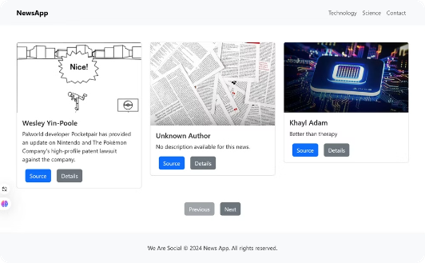 NewsApp
Technology Science Contact
Nice!
Wesley Yin-Poole
Palworld developer Pocketpair has provided
an update on Nintendo and The Pokémon
Company's high-profile patent lawsuit
against the company.
Source Details
Unknown Author
No description available for this news.
Source Details
Khayl Adam
Better than therapy
Source Details
Previous Next
We Are Social © 2024 News App. All rights reserved.